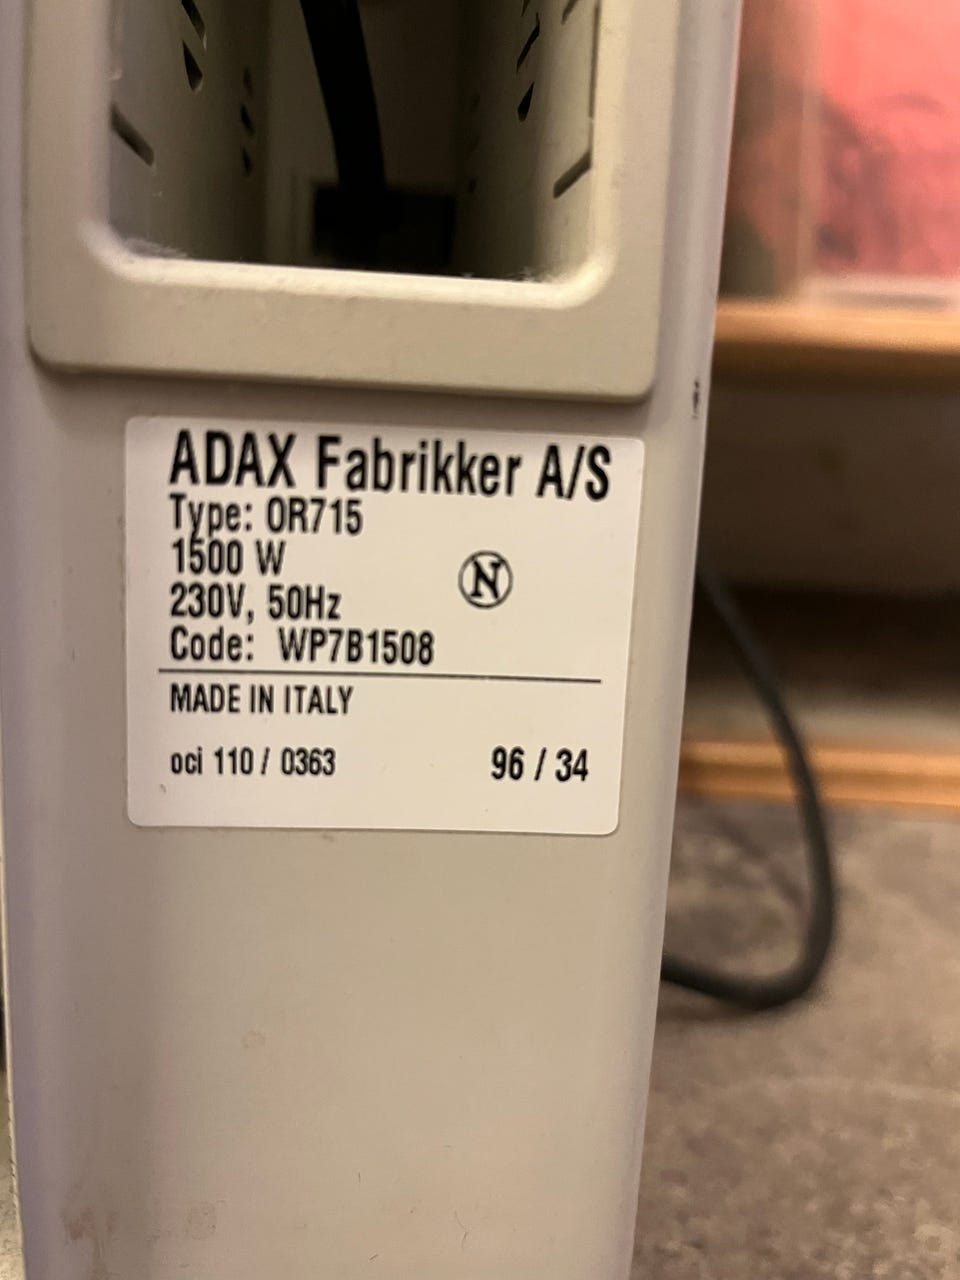 ADAX Fabrikker A/S
Type: OR715
1500 W
N
230V, 50Hz
Code: WP7B1508
MADE IN ITALY
oci 110 / 0363 96 / 34